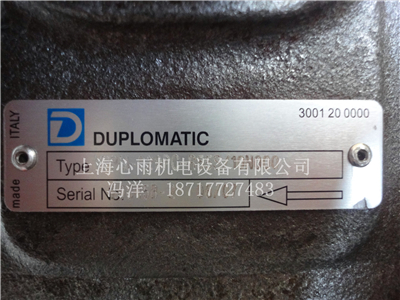 made ITALY
3001 20 0000
D
DUPLOMATIC
Type
上海心雨机电设备有限公司
Serial No.
冯洋 18717727483